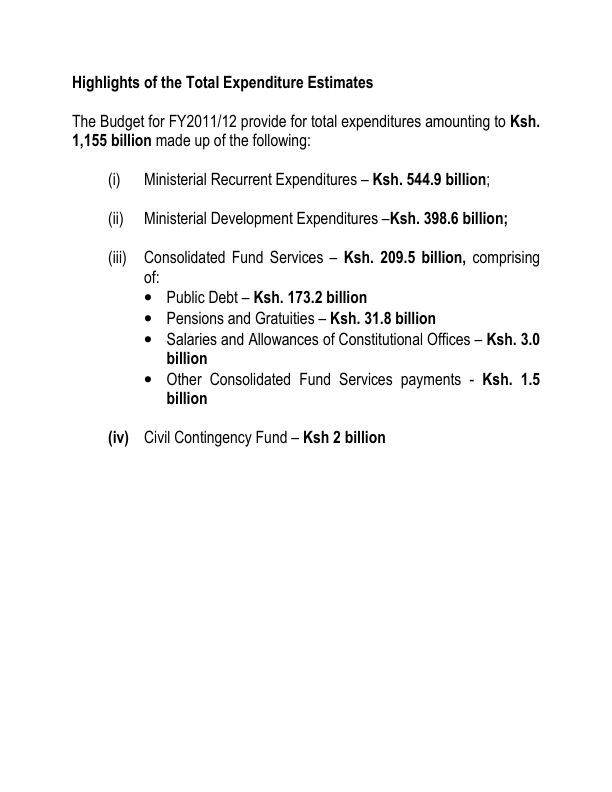 Highlights of the Total Expenditure Estimates
The Budget for FY2011/12 provide for total expenditures amounting to Ksh.
1,155 billion made up of the following:
(i) Ministerial Recurrent Expenditures – Ksh. 544.9 billion;
(ii) Ministerial Development Expenditures –Ksh. 398.6 billion;
(iii) Consolidated Fund Services – Ksh. 209.5 billion, comprising
of:
• Public Debt – Ksh. 173.2 billion
• Pensions and Gratuities – Ksh. 31.8 billion
• Salaries and Allowances of Constitutional Offices – Ksh. 3.0
billion
• Other Consolidated Fund Services payments - Ksh. 1.5
billion
(iv) Civil Contingency Fund – Ksh 2 billion